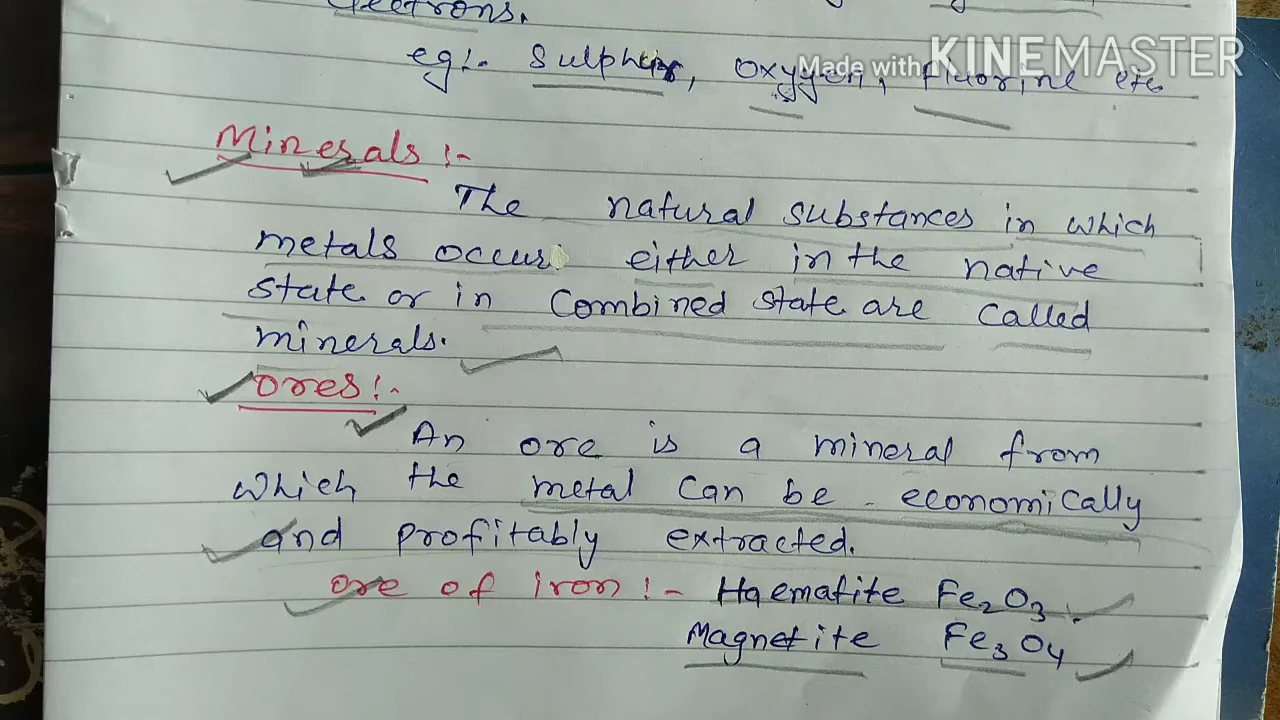 electrons.
eg:- Sulphur, Oxygen, Fluorine etc.
Made with KINEMASTER
Minerals :-
The natural substances in which
metals occur either in the native
state or in Combined state are called
minerals.
Ores :-
An ore is a mineral from
which the metal can be economically
and profitably extracted.
Ore of iron :- Haematite Fe₂O₃.
Magnetite Fe₃O₄